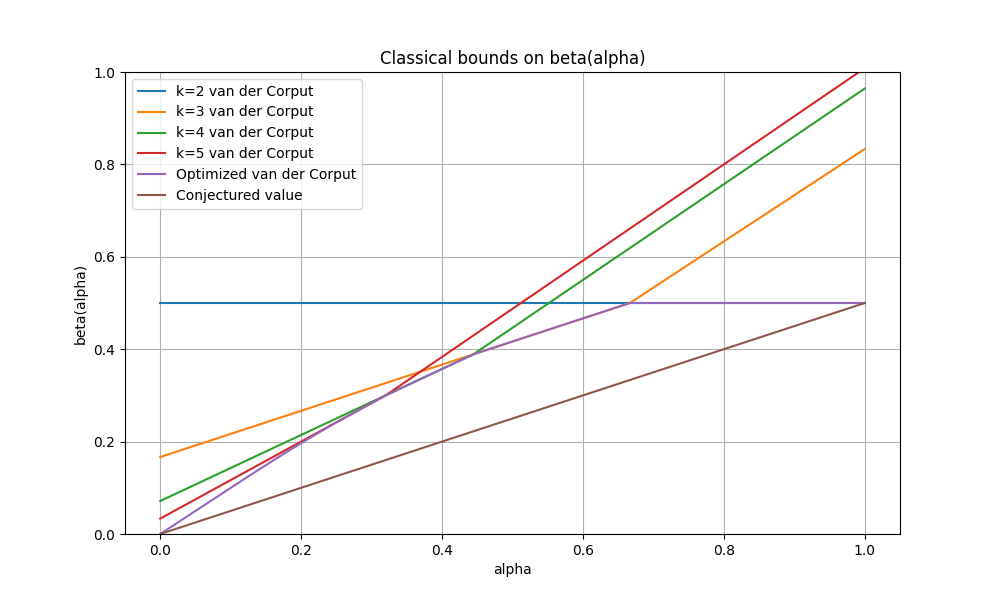 Classical bounds on beta(alpha)
k=2 van der Corput
k=3 van der Corput
k=4 van der Corput
k=5 van der Corput
Optimized van der Corput
Conjectured value
beta(alpha)
1.0
0.8
0.6
0.4
0.2
0.0
0.0 0.2 0.4 0.6 0.8 1.0
alpha